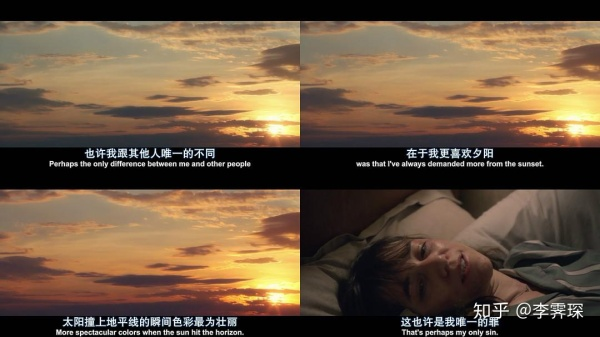 也许我跟其他人唯一的不同
Perhaps the only difference between me and other people
在于我更喜欢夕阳
was that I've always demanded more from the sunset.
太阳撞上地平线的瞬间色彩最为壮丽
More spectacular colors when the sun hit the horizon.
这也许是我唯一的罪
That's perhaps my only sin.
知乎 @李霁琛